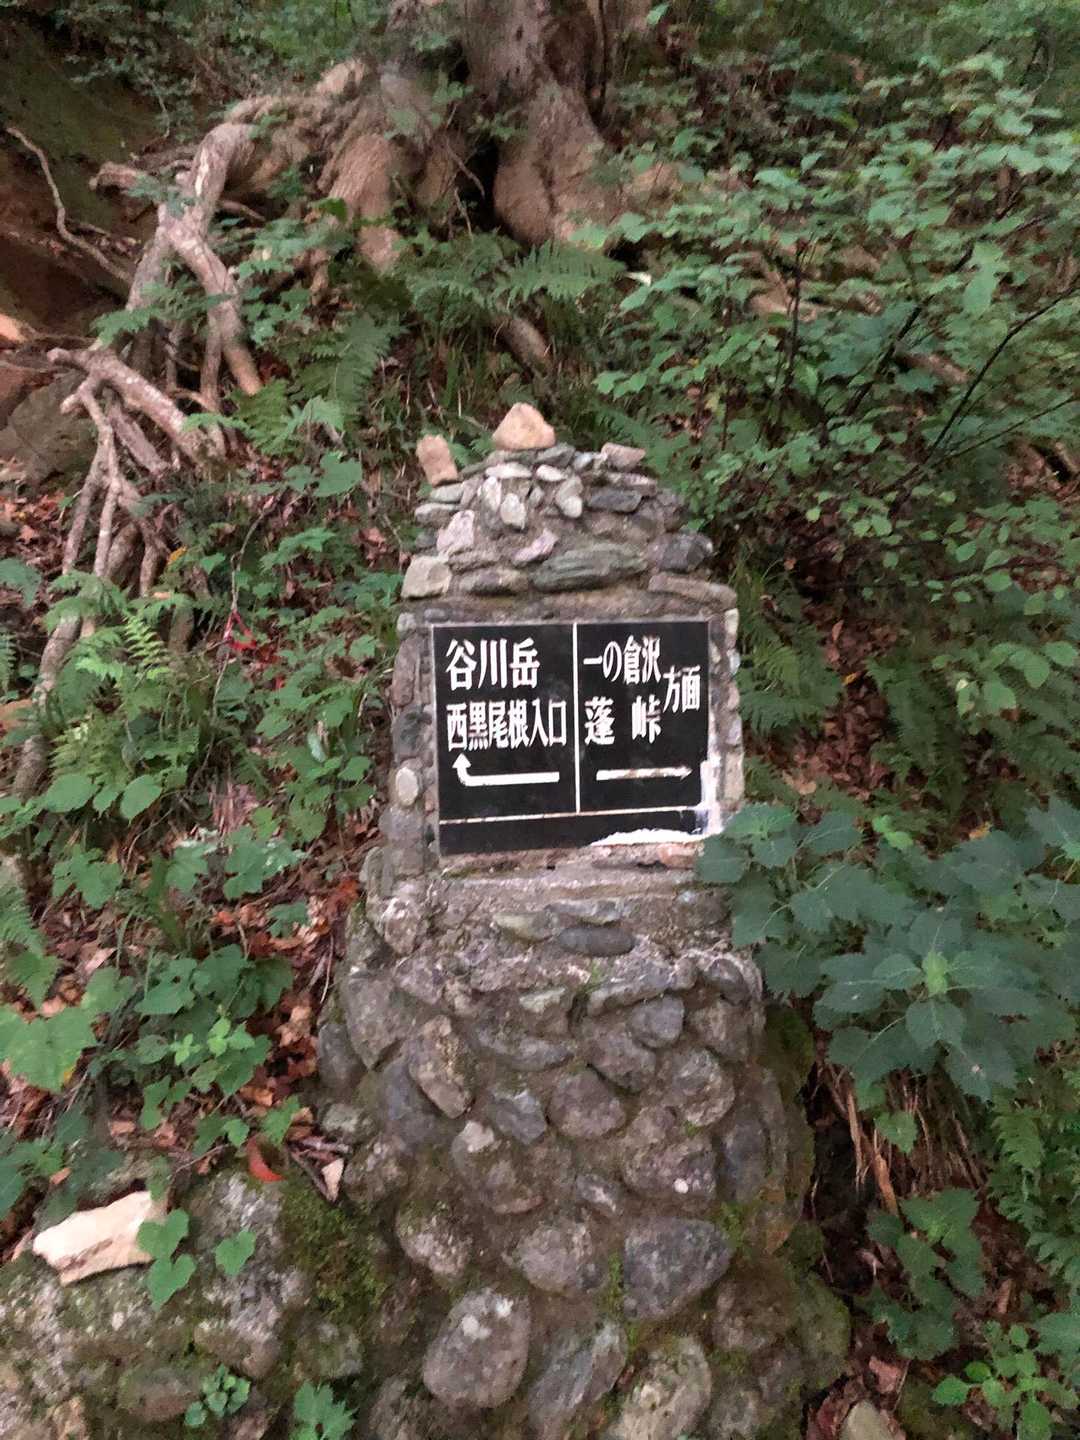 谷川岳
西黒尾根入口
一の倉沢
蓬峠
方面